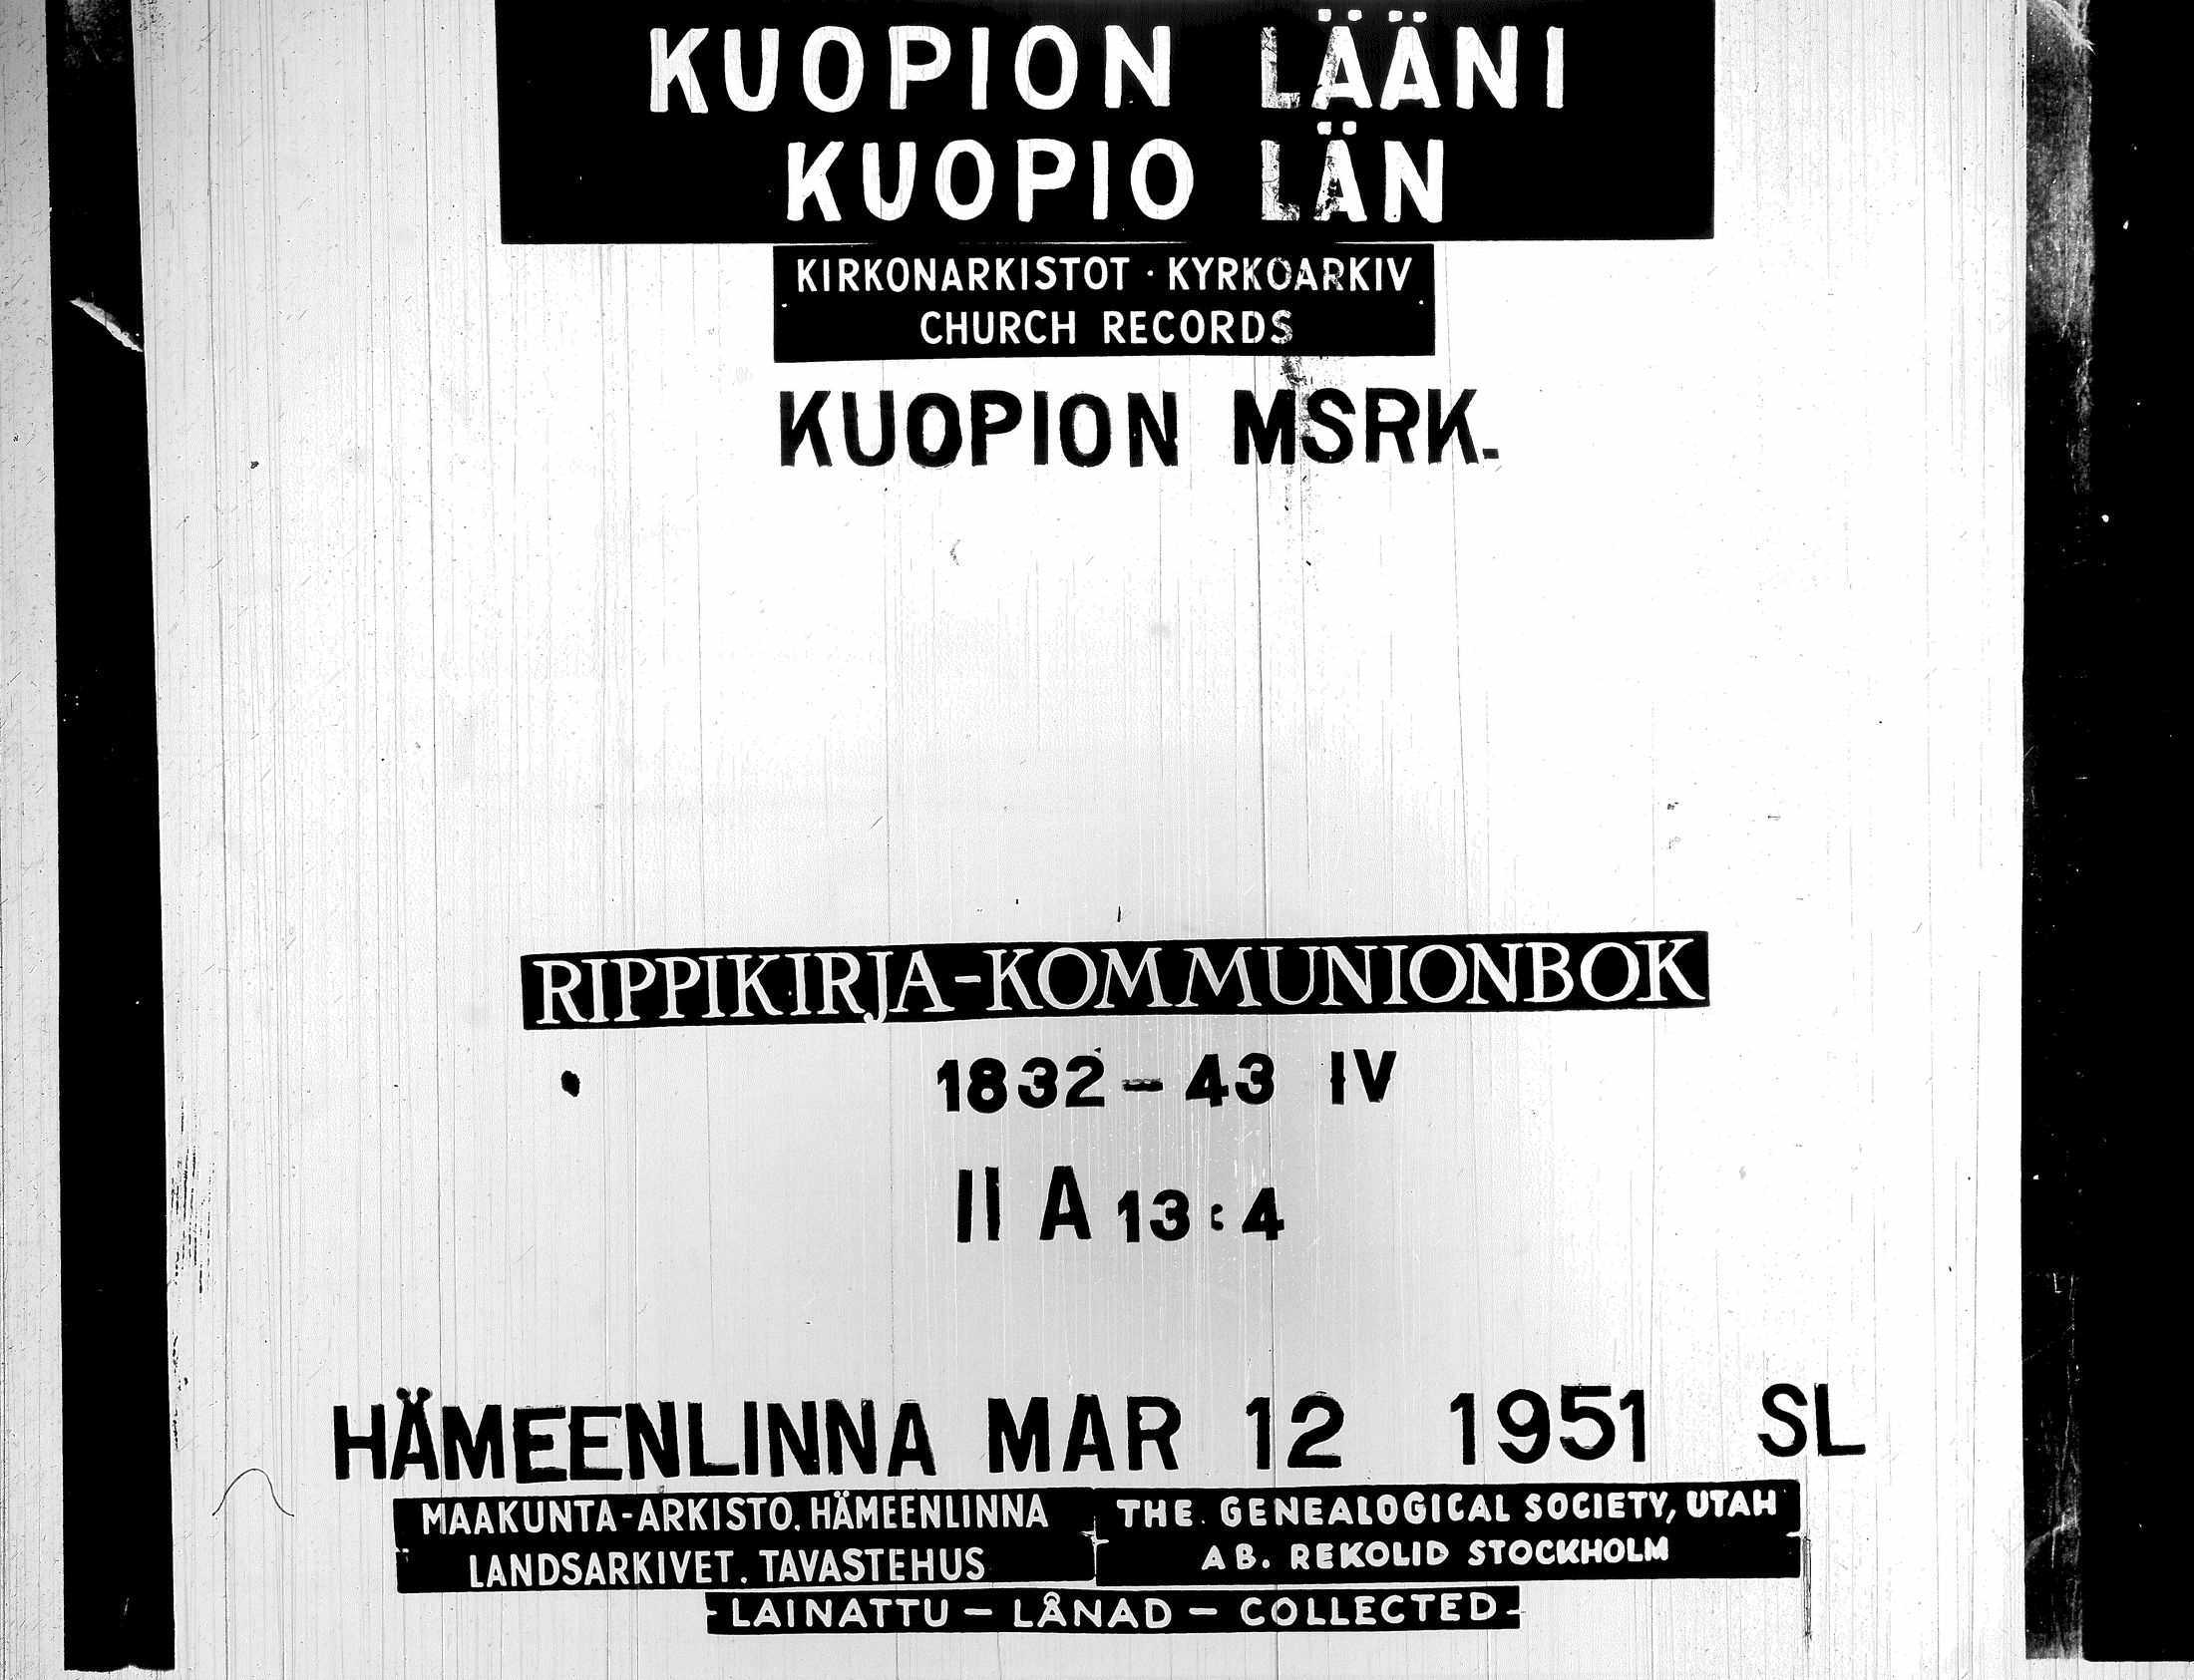 KUOPION LÄÄNI
KUOPIO LÄN
KIRKONARKISTOT · KYRKOARKIV
CHURCH RECORDS
KUOPION MSRK.
RIPPIKIRJA-KOMMUNIONBOK
1832-43 IV
II A 13:4
HÄMEENLINNA MAR 12 1951 SL
MAAKUNTA-ARKISTO. HÄMEENLINNA
LANDSARKIVET. TAVASTEHUS
THE GENEALOGICAL SOCIETY, UTAH
AB. REKOLID STOCKHOLM
-LAINATTU - LÅNAD - COLLECTED-